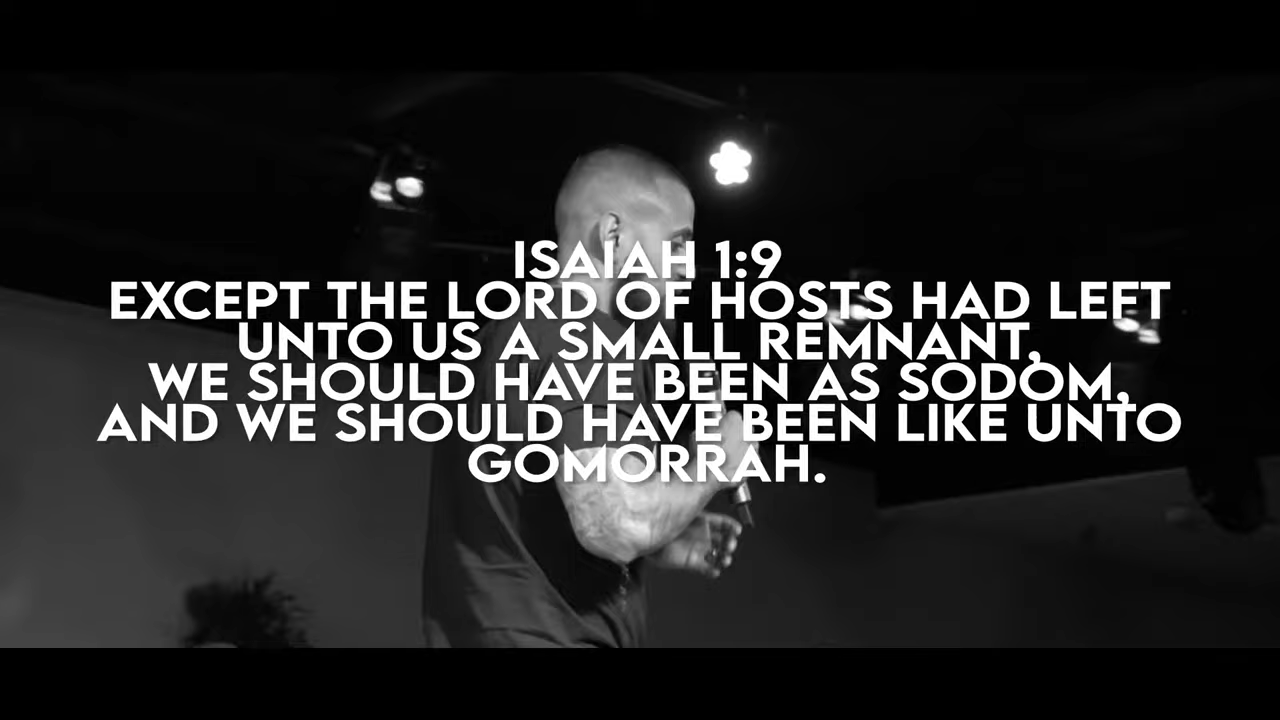 ISAIAH 1:9
EXCEPT THE LORD OF HOSTS HAD LEFT
UNTO US A SMALL REMNANT,
WE SHOULD HAVE BEEN AS SODOM,
AND WE SHOULD HAVE BEEN LIKE UNTO
GOMORRAH.